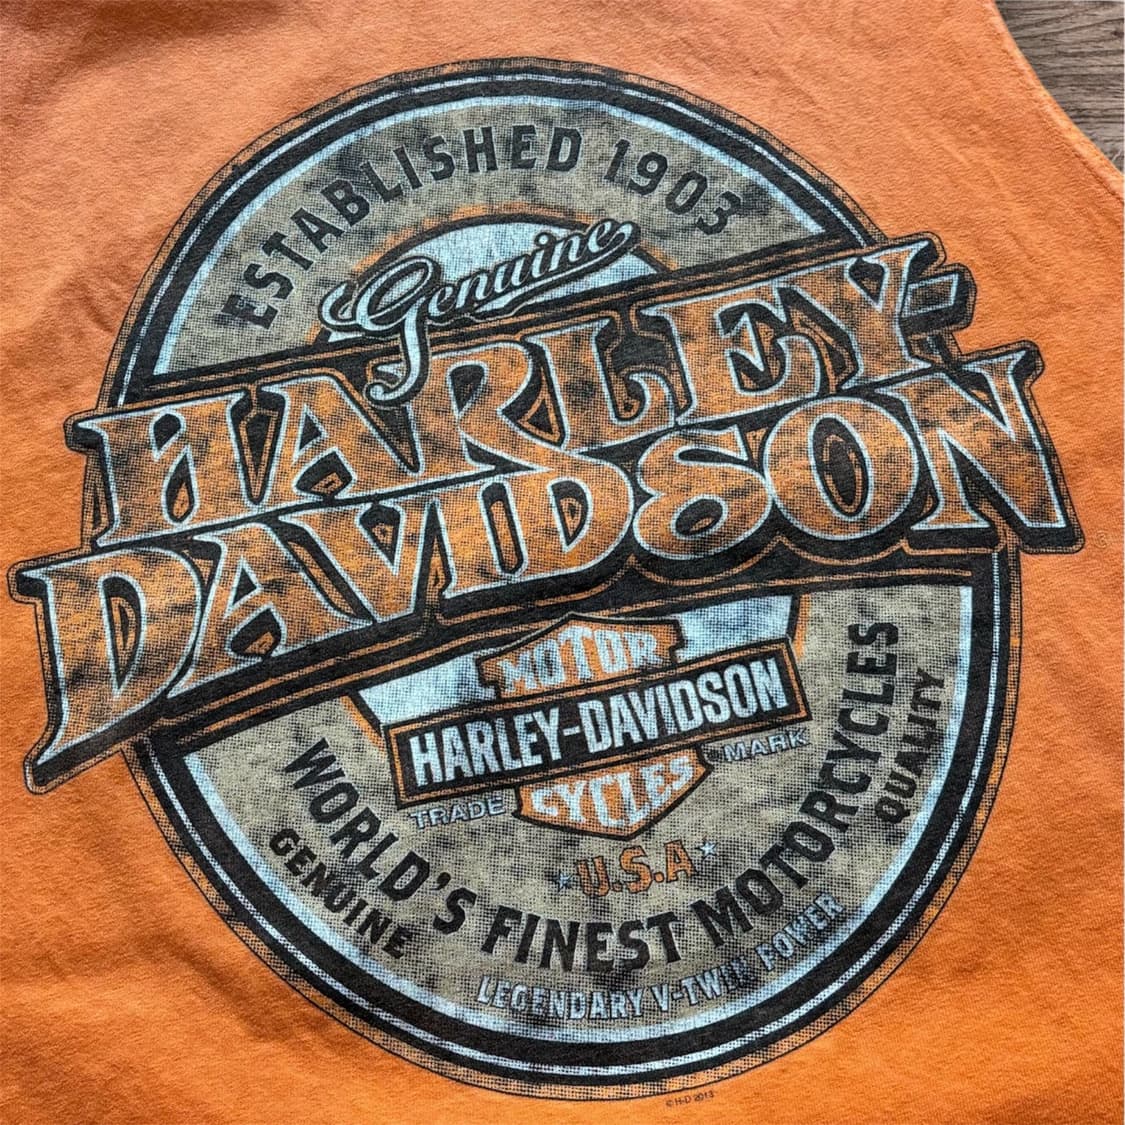 ESTABLISHED 1903
Genuine
HARLEY-
DAVIDSON
MOTOR
HARLEY-DAVIDSON
CYCLES
TRADE MARK
U.S.A
WORLD'S FINEST MOTORCYCLES
GENUINE
QUALITY
LEGENDARY V-TWIN POWER
© H-D 2013